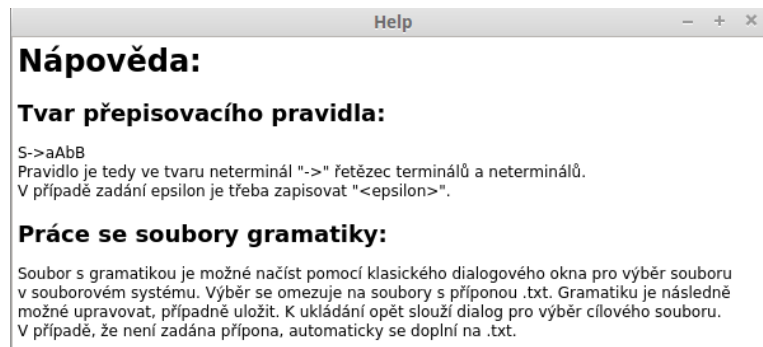 Help
Nápověda:
Tvar přepisovacího pravidla:
S->aAbB
Pravidlo je tedy ve tvaru neterminál "->" řetězec terminálů a neterminálů.
V případě zadání epsilon je třeba zapisovat "<epsilon>".
Práce se soubory gramatiky:
Soubor s gramatikou je možné načíst pomocí klasického dialogového okna pro výběr souboru
v souborovém systému. Výběr se omezuje na soubory s příponou .txt. Gramatiku je následně
možné upravovat, případně uložit. K ukládání opět slouží dialog pro výběr cílového souboru.
V případě, že není zadána přípona, automaticky se doplní na .txt.